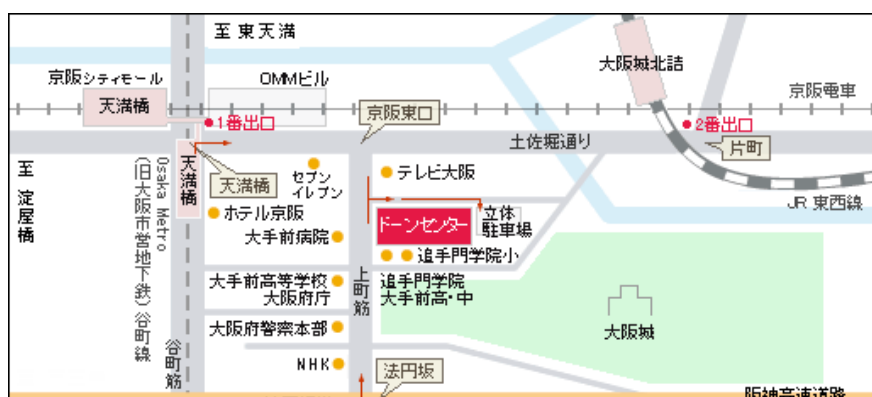 至 東天満
大阪城北詰
京阪シティモール
OMMビル
京阪電車
天満橋
1番出口
京阪東口
2番出口
土佐堀通り
片町
至 淀屋橋
天満橋
天満橋
セブン
イレブン
テレビ大阪
JR 東西線
Osaka Metro
(旧大阪市営地下鉄)谷町線
ホテル京阪
ドーンセンター
立体
駐車場
大手前病院
追手門学院小
大手前高等学校
大阪府庁
上町筋
追手門学院
大手前高・中
大阪府警察本部
大阪城
谷町筋
NHK
法円坂
阪神高速道路